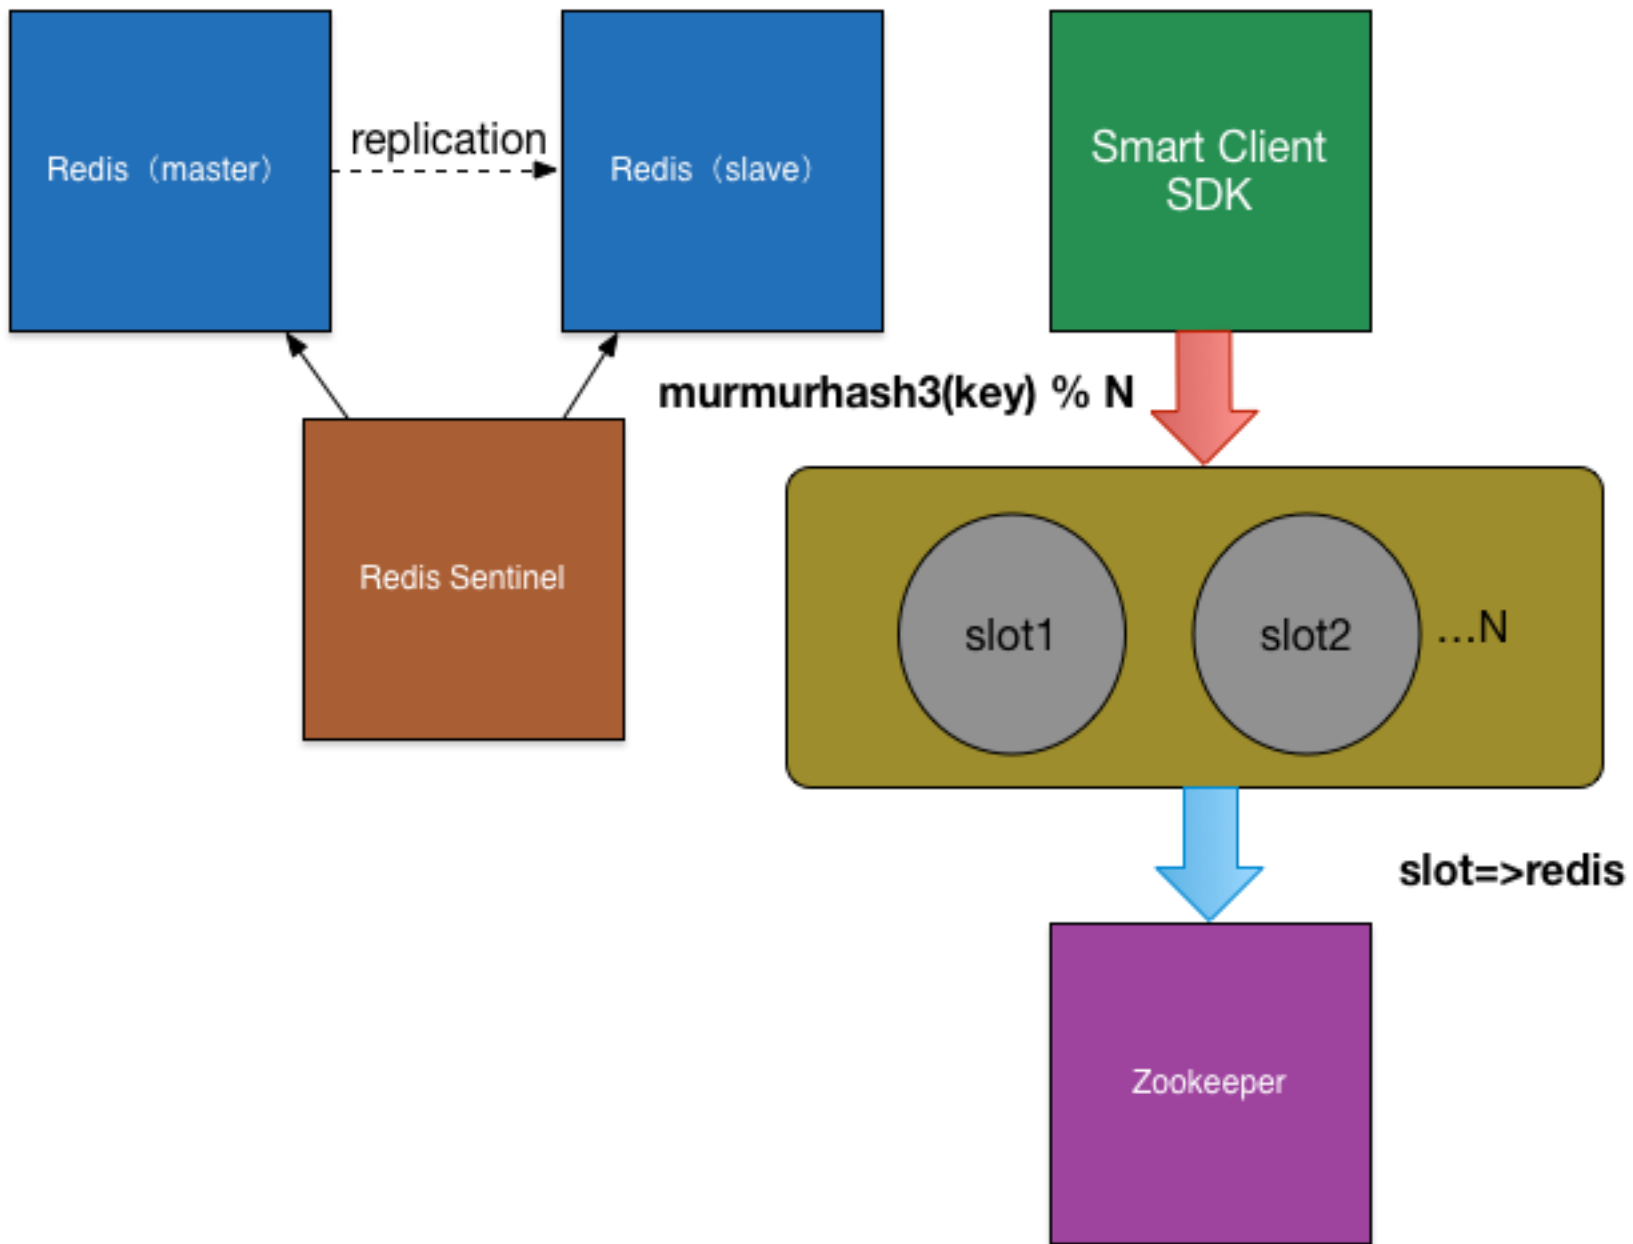 Redis（master）
replication
Redis（slave）
Smart Client
SDK
murmurhash3(key) % N
Redis Sentinel
slot1
slot2
...N
slot=>redis
Zookeeper